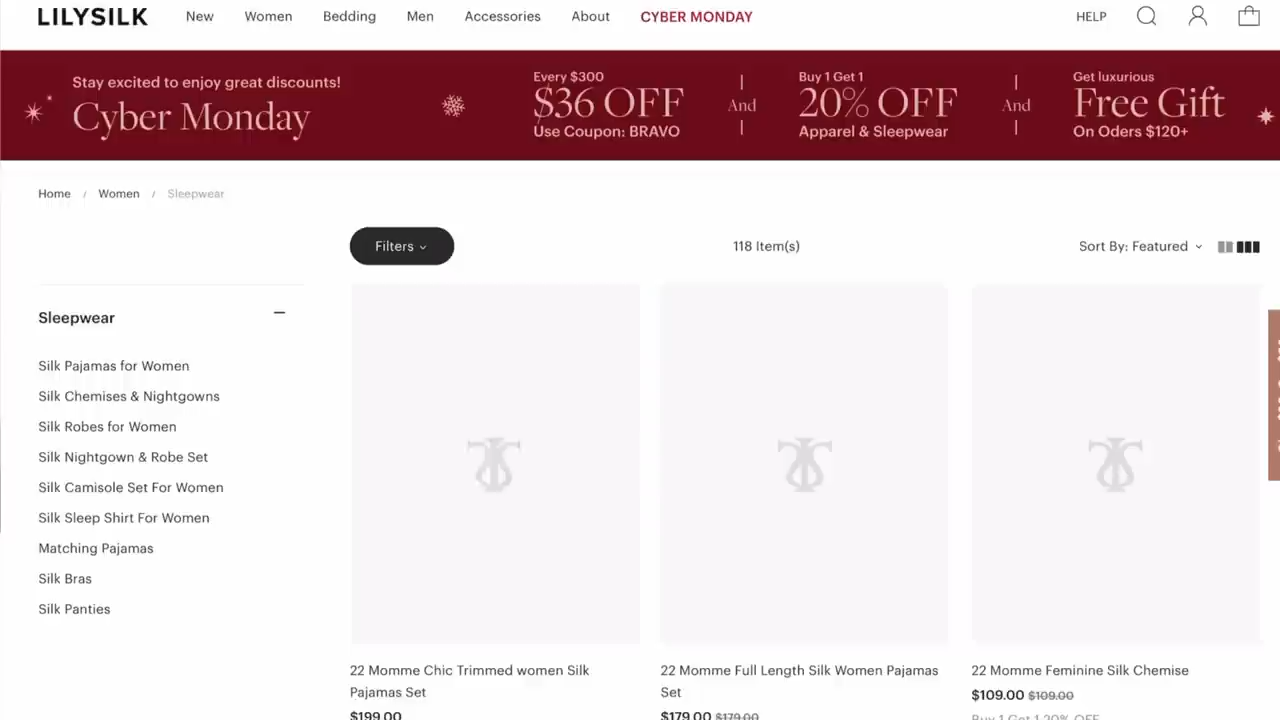 LILYSILK
New Women Bedding Men Accessories About CYBER MONDAY
HELP
Stay excited to enjoy great discounts!
Cyber Monday
Every $300
$36 OFF
Use Coupon: BRAVO
And
Buy 1 Get 1
20% OFF
Apparel & Sleepwear
And
Get luxurious
Free Gift
On Oders $120+
Home / Women / Sleepwear
Filters
118 Item(s)
Sort By: Featured
Sleepwear
Silk Pajamas for Women
Silk Chemises & Nightgowns
Silk Robes for Women
Silk Nightgown & Robe Set
Silk Camisole Set For Women
Silk Sleep Shirt For Women
Matching Pajamas
Silk Bras
Silk Panties
22 Momme Chic Trimmed women Silk
Pajamas Set
$199.00
22 Momme Full Length Silk Women Pajamas
Set
$179.00 $179.00
22 Momme Feminine Silk Chemise
$109.00 $109.00
Buy 1 Get 1 20% OFF